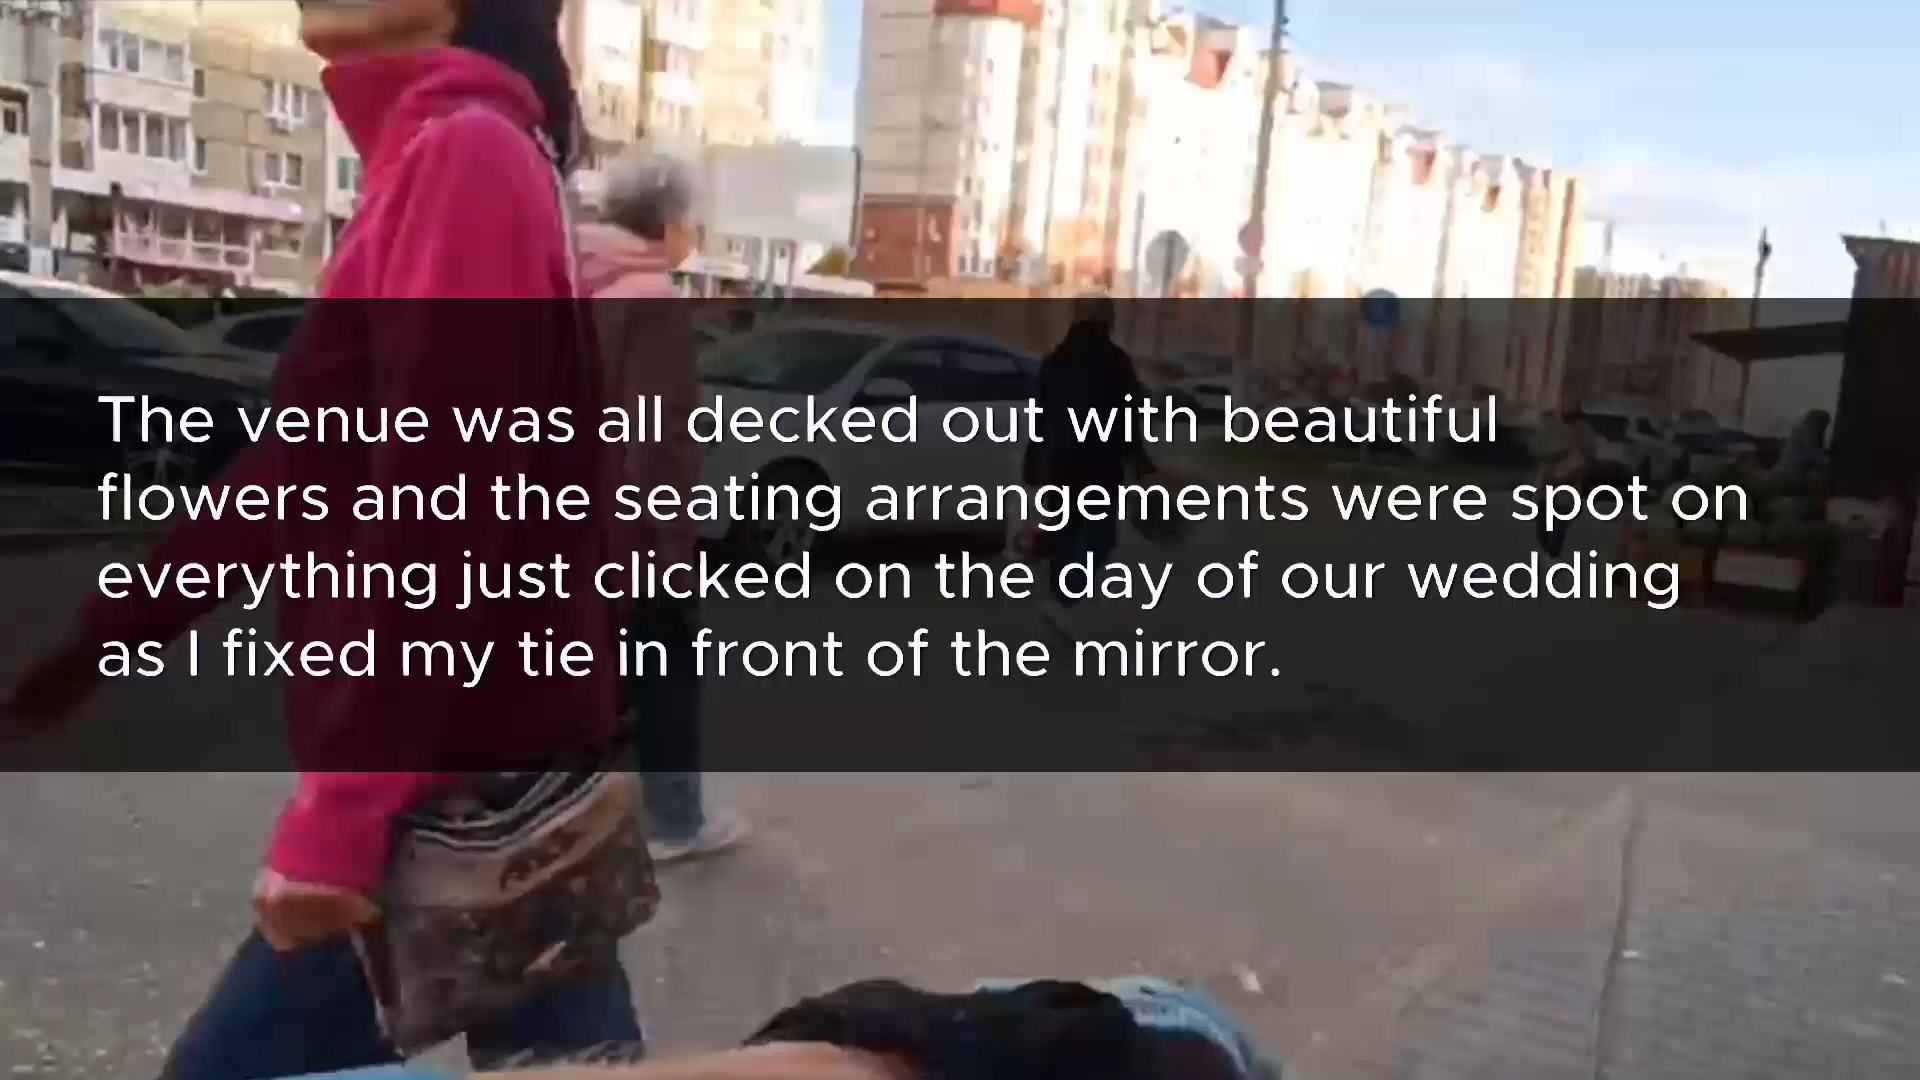 The venue was all decked out with beautiful
flowers and the seating arrangements were spot on
everything just clicked on the day of our wedding
as I fixed my tie in front of the mirror.